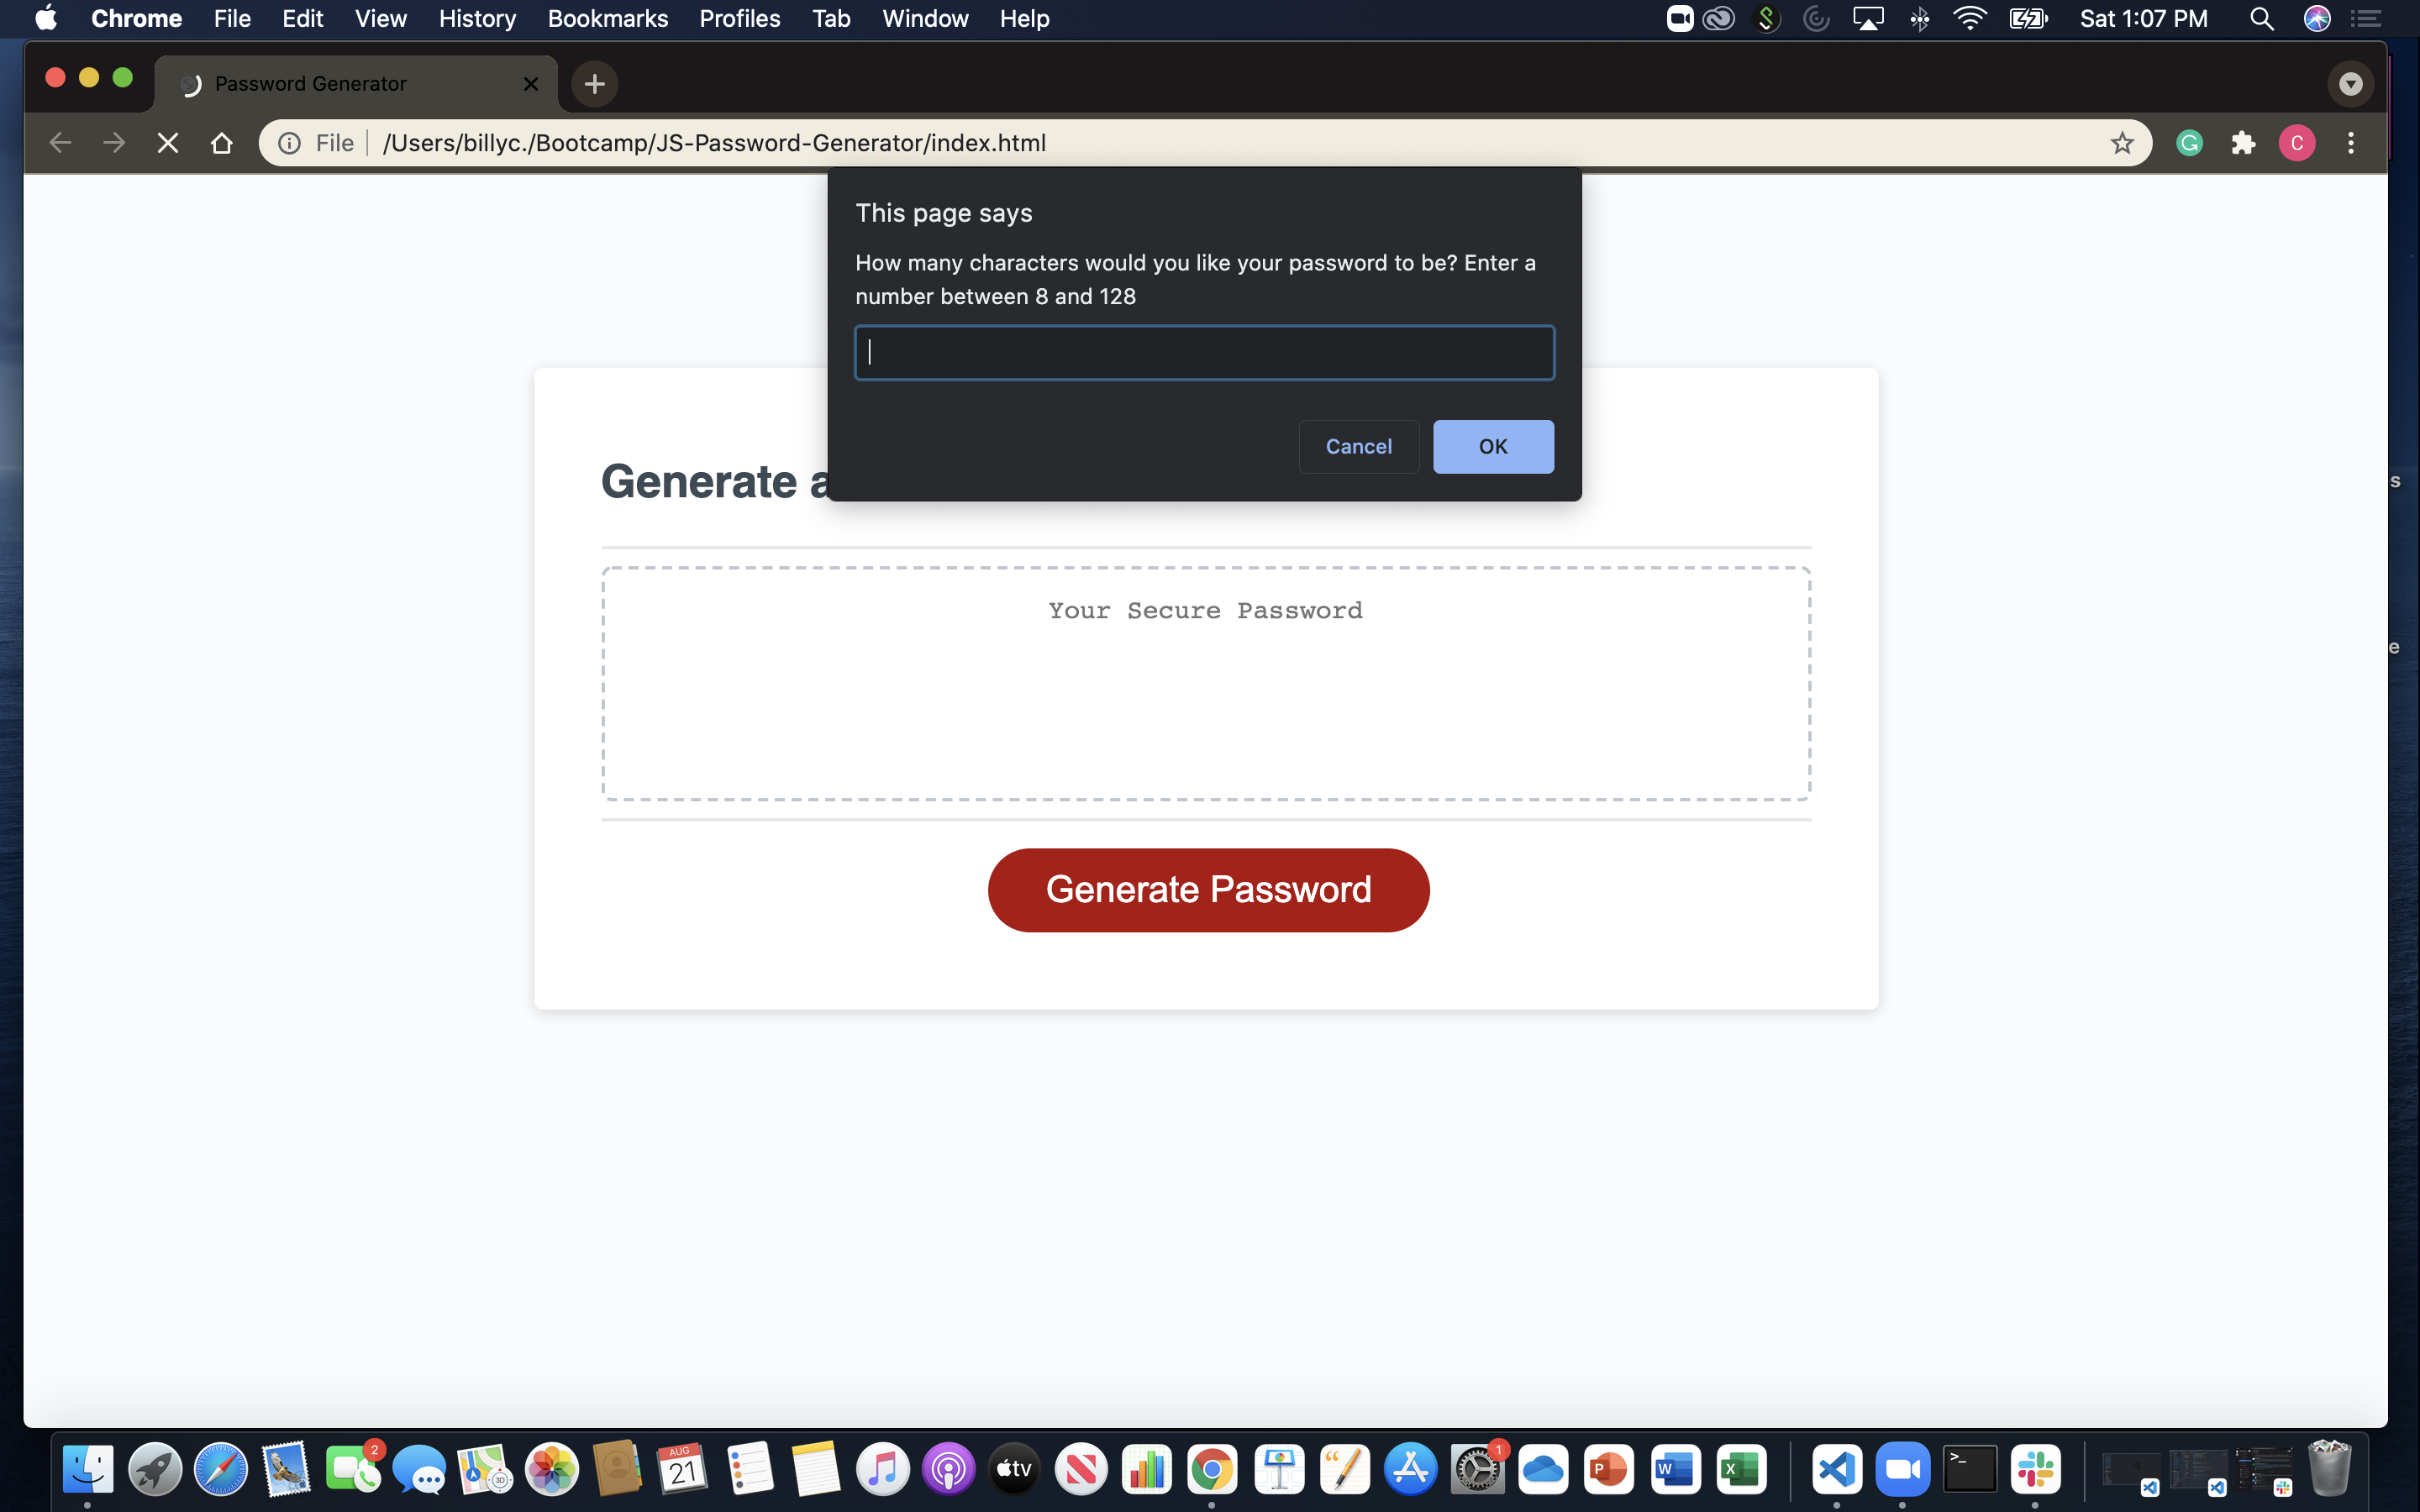 Chrome File Edit View History Bookmarks Profiles Tab Window Help Sat 1:07 PM
Password Generator
File /Users/billyc./Bootcamp/JS-Password-Generator/index.html C
This page says
How many characters would you like your password to be? Enter a
number between 8 and 128
Cancel OK
Generate a
s
Your Secure Password
e
Generate Password
2
AUG
21
3D
tv
1
P
W
X
>_